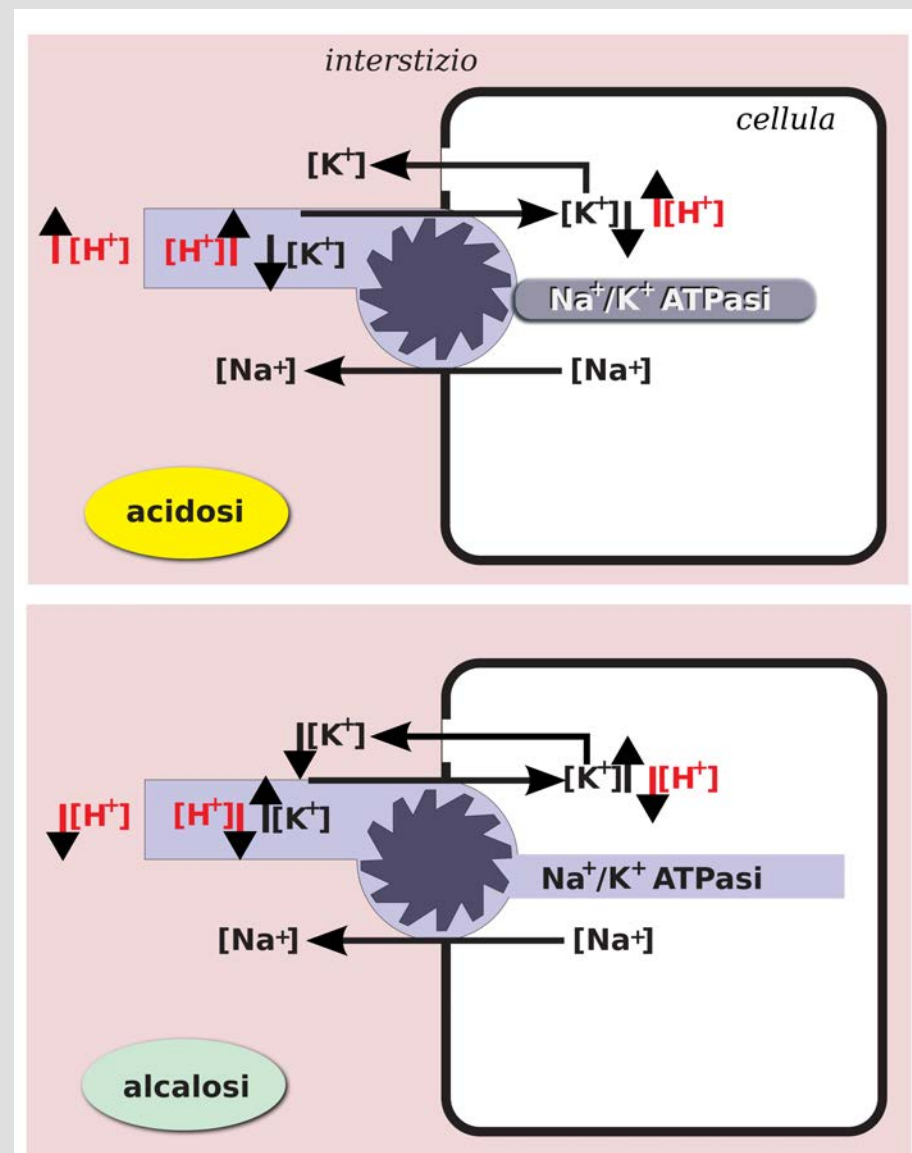 interstizio
cellula
[K⁺]
[K⁺] [H⁺]
[H⁺] [H⁺] [K⁺]
Na⁺/K⁺ ATPasi
[Na⁺] [Na⁺]
acidosi
[K⁺]
[K⁺] [H⁺]
[H⁺] [H⁺] [K⁺]
Na⁺/K⁺ ATPasi
[Na⁺] [Na⁺]
alcalosi